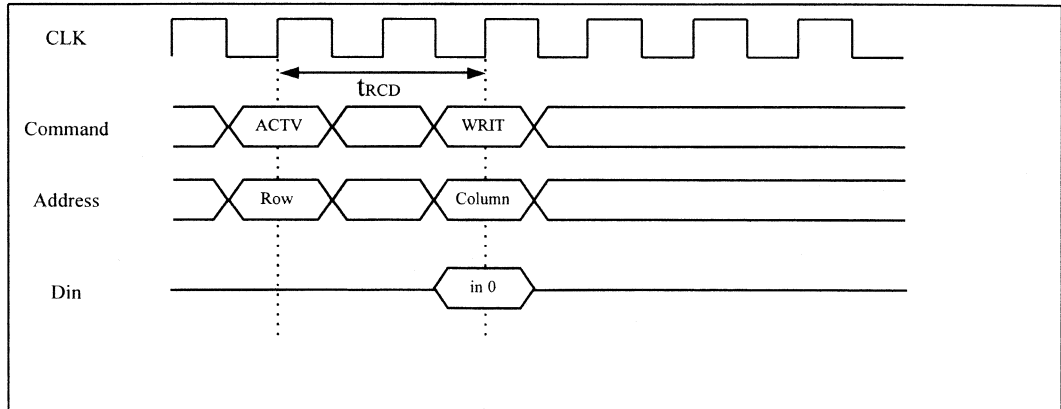 CLK
tRCD
Command ACTV WRIT
Address Row Column
Din in 0